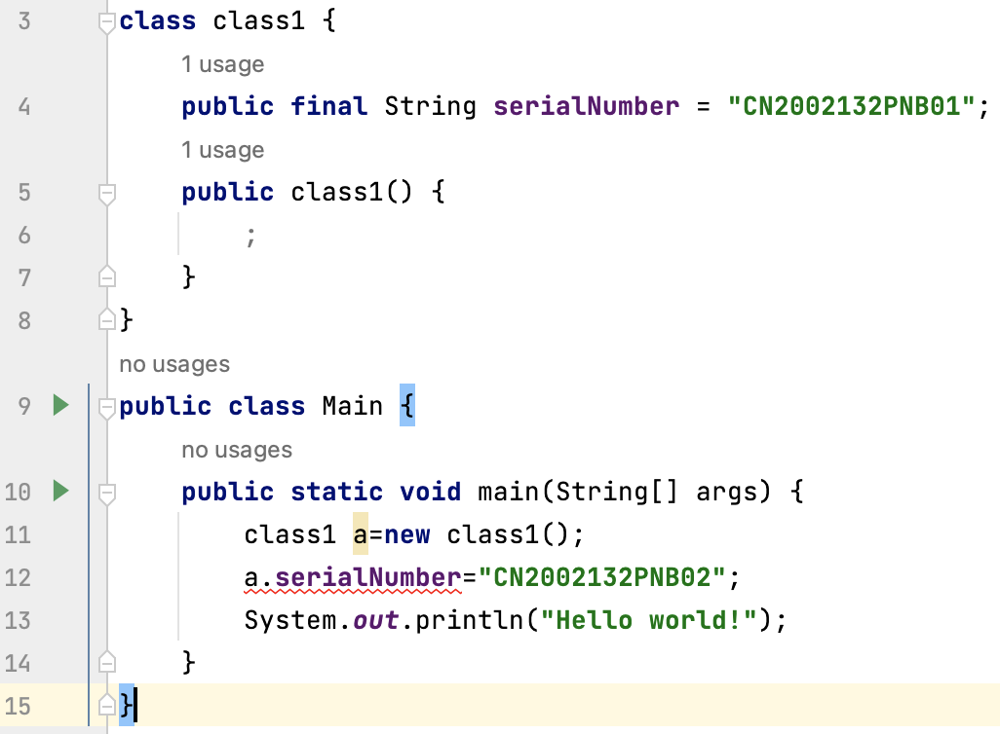 3 class class1 {
1 usage
4 public final String serialNumber = "CN2002132PNB01";
1 usage
5 public class1() {
6 ;
7 }
8 }
no usages
9 public class Main {
no usages
10 public static void main(String[] args) {
11 class1 a=new class1();
12 a.serialNumber="CN2002132PNB02";
13 System.out.println("Hello world!");
14 }
15 }